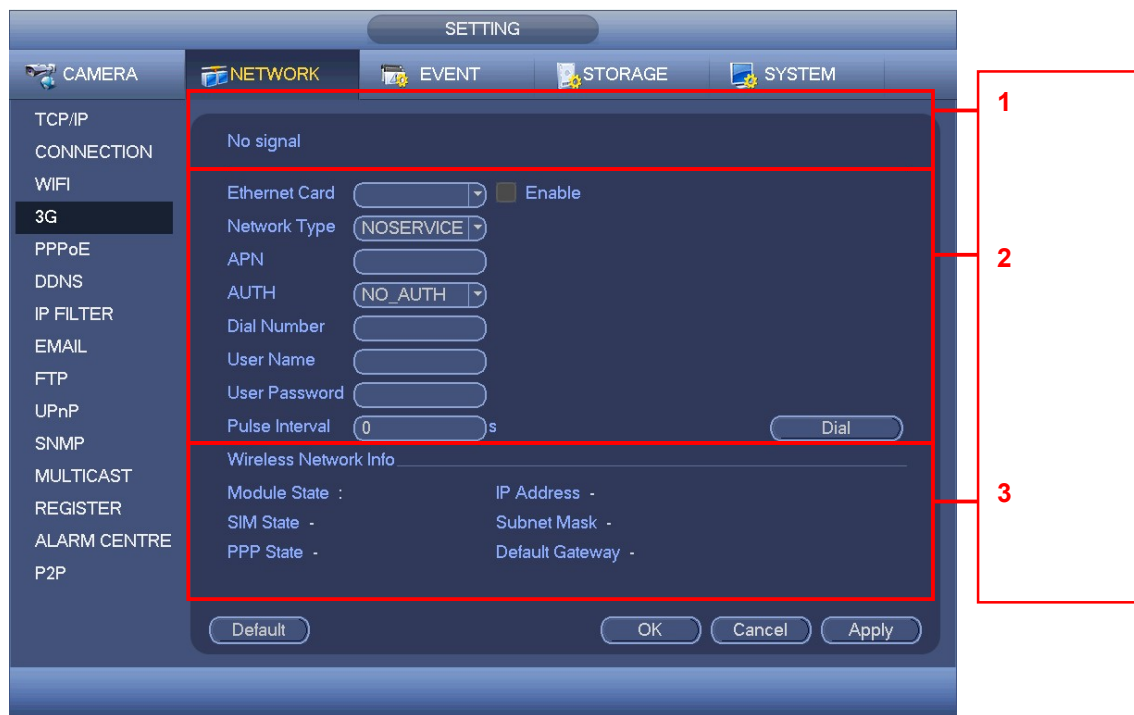 SETTING
CAMERA NETWORK EVENT STORAGE SYSTEM
TCP/IP
CONNECTION
WIFI
3G
PPPoE
DDNS
IP FILTER
EMAIL
FTP
UPnP
SNMP
MULTICAST
REGISTER
ALARM CENTRE
P2P
No signal
Ethernet Card Enable
Network Type NOSERVICE
APN
AUTH NO_AUTH
Dial Number
User Name
User Password
Pulse Interval 0 s Dial
Wireless Network Info
Module State : IP Address -
SIM State - Subnet Mask -
PPP State - Default Gateway -
Default OK Cancel Apply
1
2
3